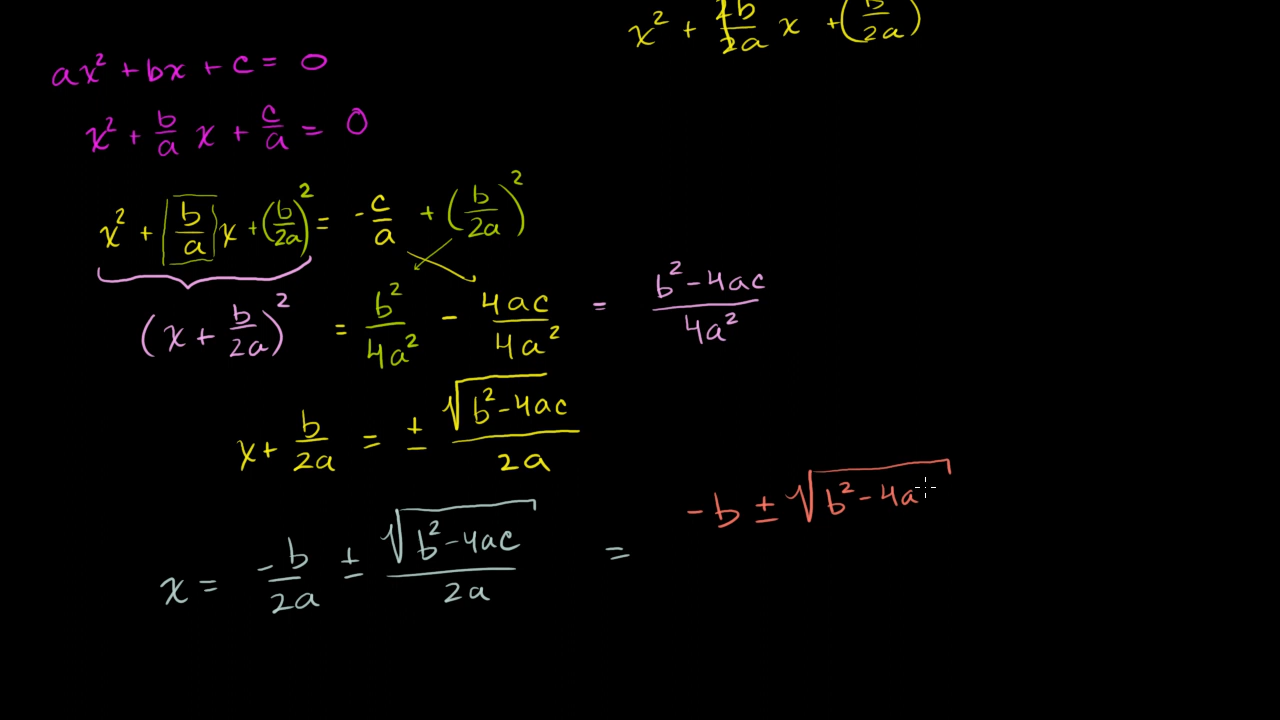 x² + 2b/2a x + (b/2a)
ax² + bx + c = 0
x² + b/a x + c/a = 0
x² + b/a x + (b/2a)² = -c/a + (b/2a)²
(x + b/2a)² = b²/4a² - 4ac/4a² = b² - 4ac/4a²
x + b/2a = ± √b² - 4ac/2a
x = -b/2a ± √b² - 4ac/2a = -b ± √b² - 4a